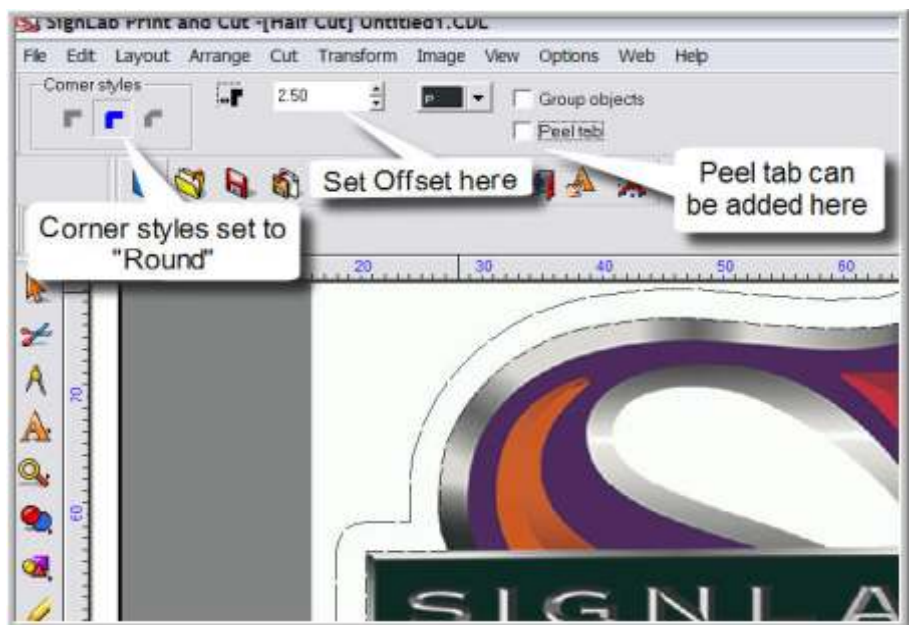 SignLab Print and Cut -[Half Cut] Untitled1.CDL
File Edit Layout Arrange Cut Transform Image View Options Web Help
Corner styles
2.50
P
Group objects
Peel tab
Set Offset here
Peel tab can
be added here
Corner styles set to
"Round"
20 30 40 50 60
70
60
SIGNLA